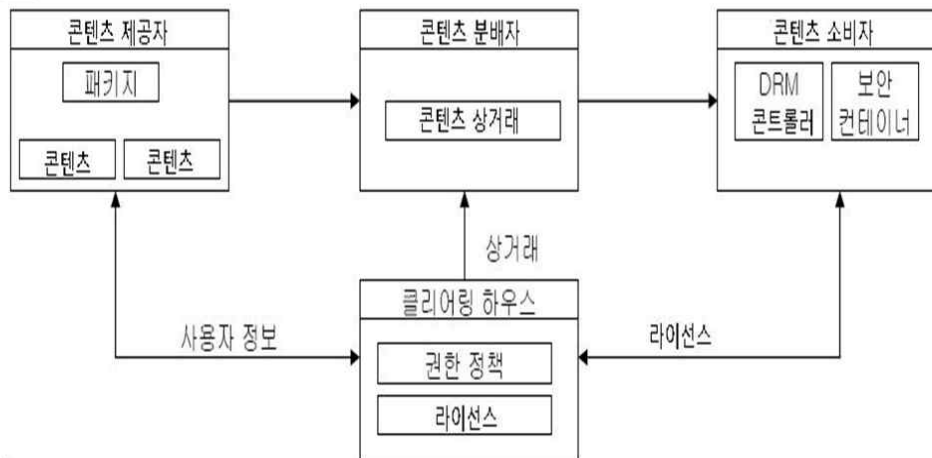 콘텐츠 제공자
패키지
콘텐츠
콘텐츠
콘텐츠 분배자
콘텐츠 상거래
콘텐츠 소비자
DRM
콘트롤러
보안
컨테이너
상거래
클리어링 하우스
사용자 정보
권한 정책
라이선스
라이선스